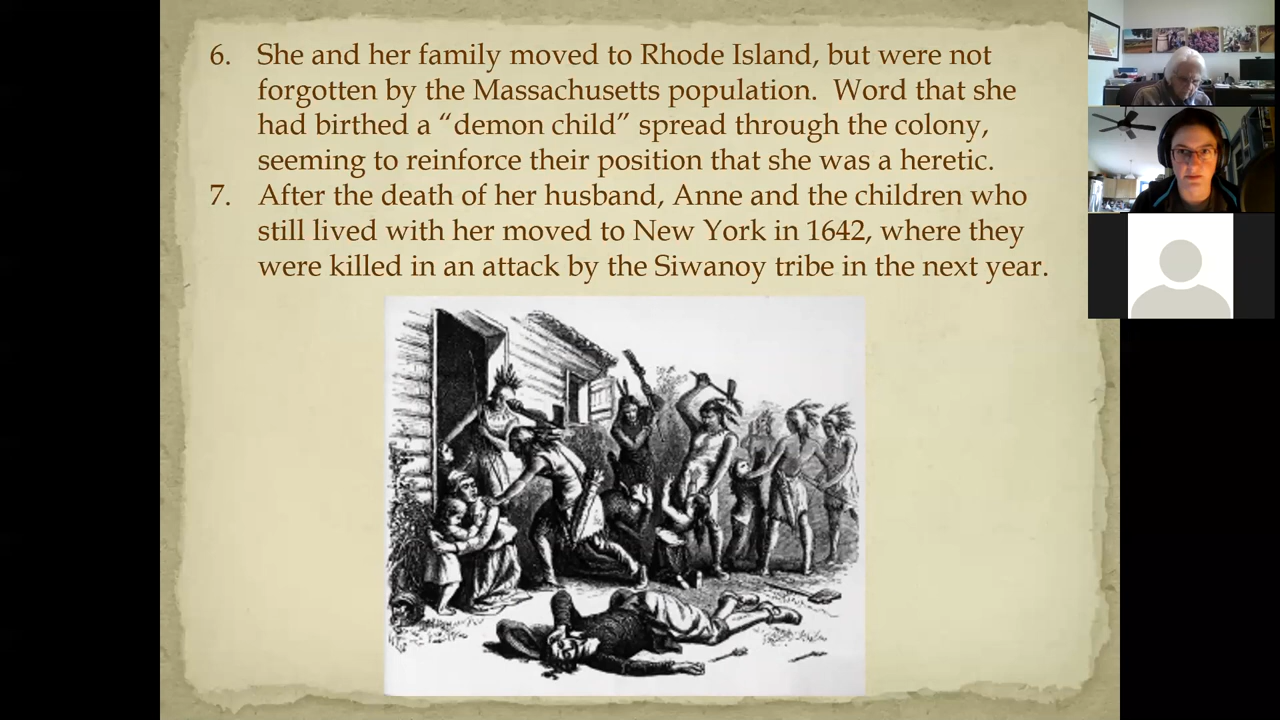 6. She and her family moved to Rhode Island, but were not
forgotten by the Massachusetts population.  Word that she
had birthed a “demon child” spread through the colony,
seeming to reinforce their position that she was a heretic.
7. After the death of her husband, Anne and the children who
still lived with her moved to New York in 1642, where they
were killed in an attack by the Siwanoy tribe in the next year.